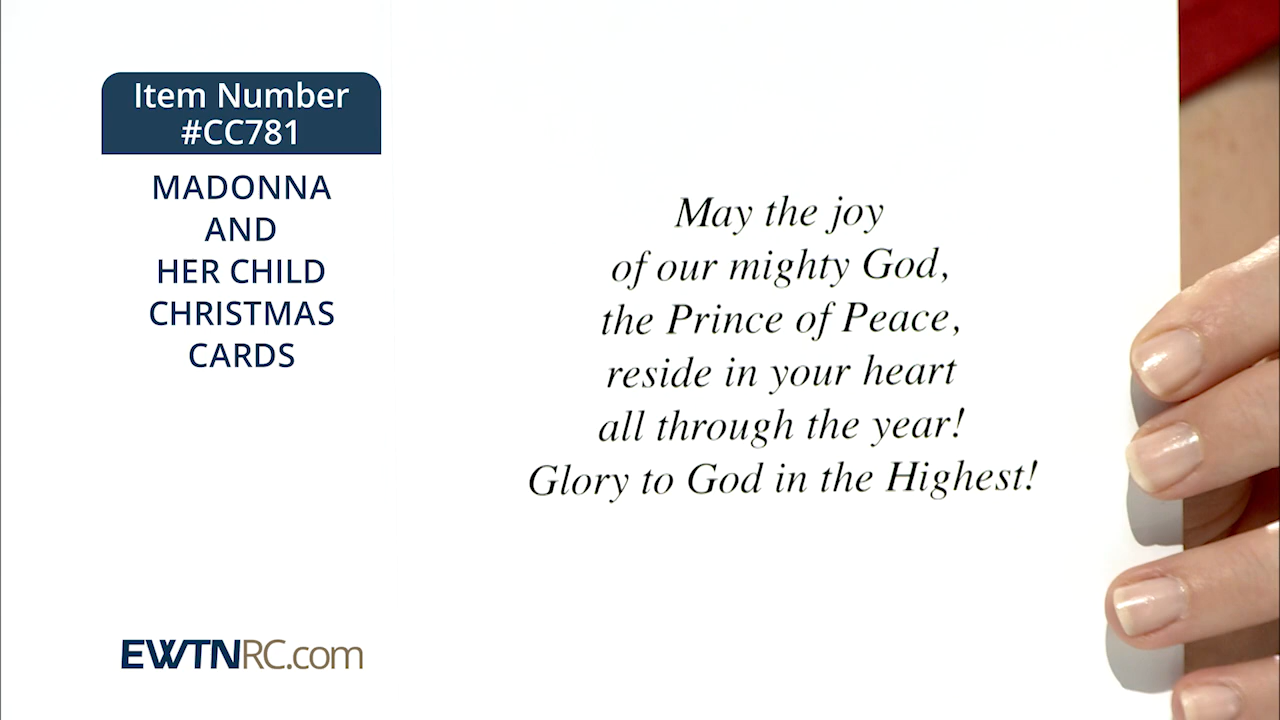 Item Number
#CC781
MADONNA
AND
HER CHILD
CHRISTMAS
CARDS
May the joy
of our mighty God,
the Prince of Peace,
reside in your heart
all through the year!
Glory to God in the Highest!
EWTNRC.com